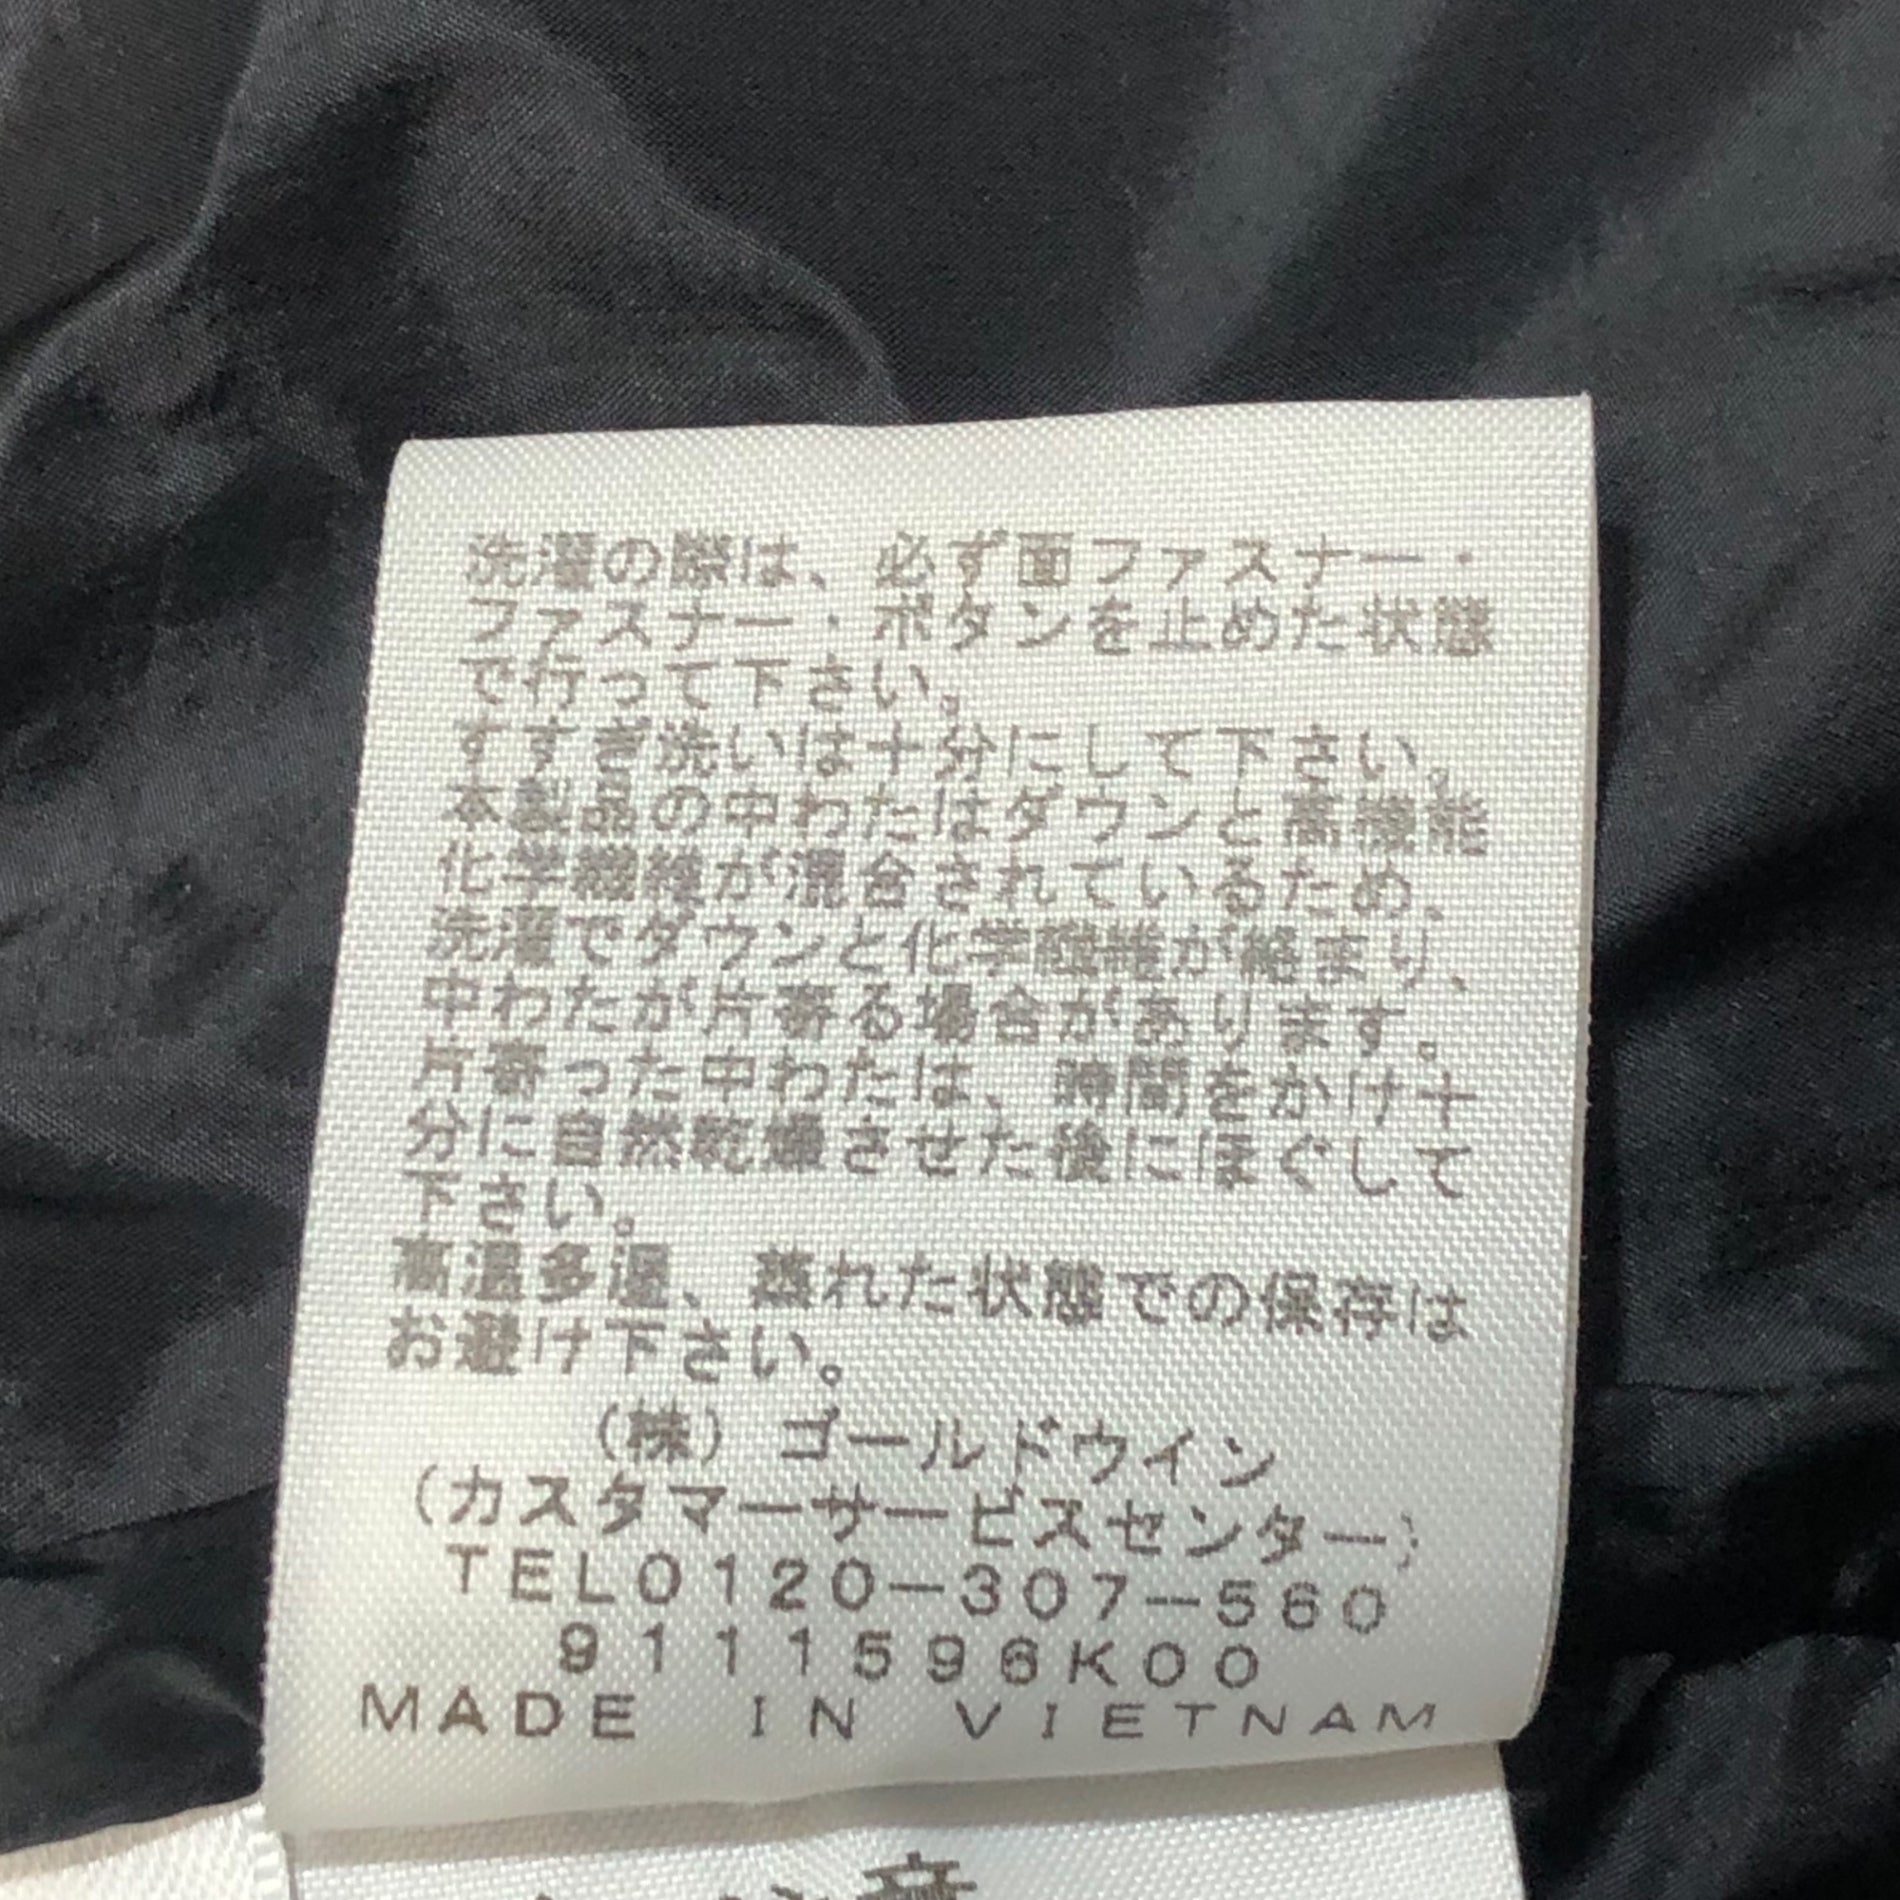 洗濯の際は、必ず面ファスナー・
ファスナー・ボタンを止めた状態
で行って下さい。
すすぎ洗いは十分にして下さい。
本製品の中わたはダウンと高機能
化学繊維が混合されているため、
洗濯でダウンと化学繊維が絡まり、
中わたが片寄る場合があります。
片寄った中わたは、時間をかけ十
分に自然乾燥させた後にほぐして
下さい。
高温多湿、蒸れた状態での保存は
お避け下さい。
(株)ゴールドウイン
(カスタマーサービスセンター)
TEL0120-307-560
9111596K00
MADE IN VIETNAM
意